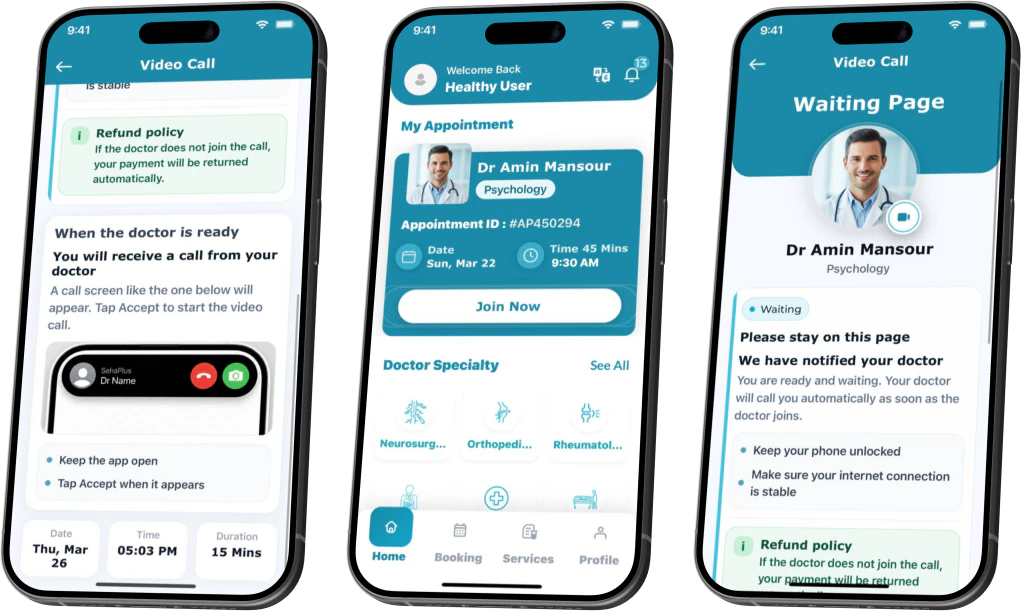 9:41
Video Call
is stable
Refund policy
If the doctor does not join the call,
your payment will be returned
automatically.
When the doctor is ready
You will receive a call from your
doctor
A call screen like the one below will
appear. Tap Accept to start the video
call.
SehaPlus
Dr Name
Keep the app open
Tap Accept when it appears
Date
Thu, Mar
26
Time
05:03 PM
Duration
15 Mins
9:41
Welcome Back
Healthy User
13
My Appointment
Dr Amin Mansour
Psychology
Appointment ID : #AP450294
Date
Sun, Mar 22
Time 45 Mins
9:30 AM
Join Now
Doctor Specialty
See All
Neurosurg...
Orthopedi...
Rheumatol...
Home
Booking
Services
Profile
9:41
Video Call
Waiting Page
Dr Amin Mansour
Psychology
Waiting
Please stay on this page
We have notified your doctor
You are ready and waiting. Your doctor
will call you automatically as soon as the
doctor joins.
Keep your phone unlocked
Make sure your internet connection
is stable
Refund policy
If the doctor does not join the call,
your payment will be returned